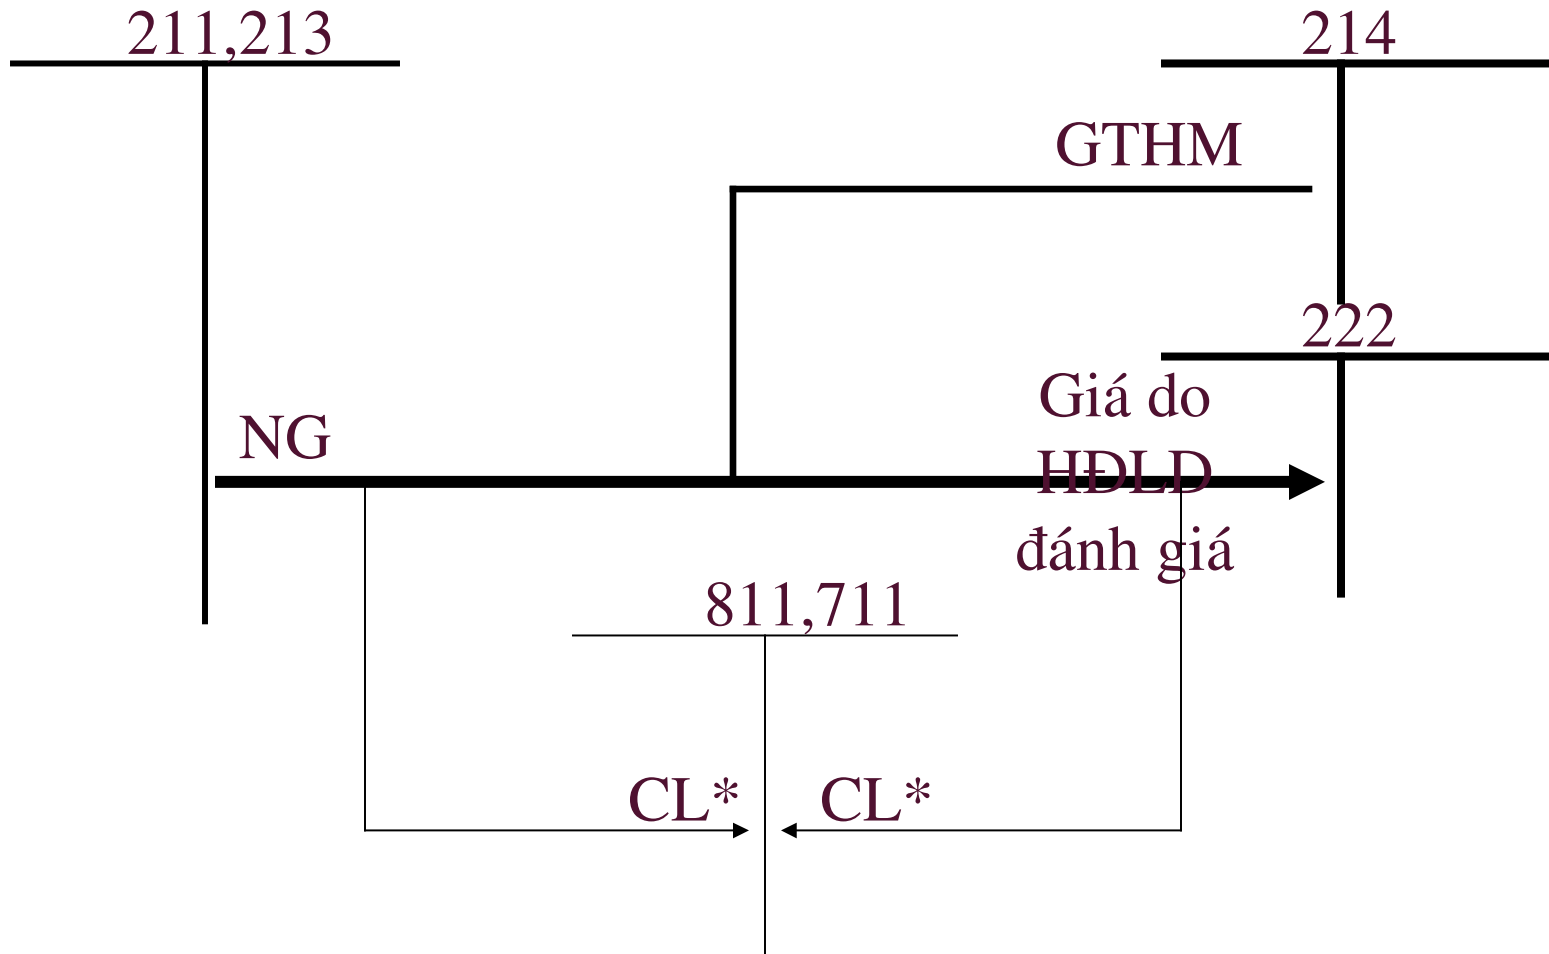 211,213
214
GTHM
222
NG
Giá do
HĐLD
đánh giá
811,711
CL*
CL*